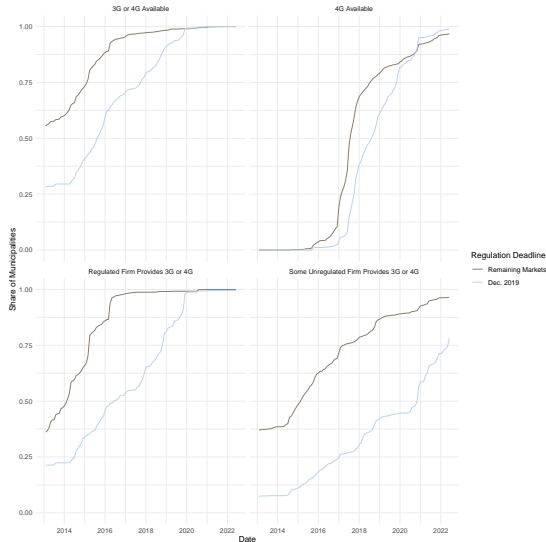 3G or 4G Available
4G Available
1.00
0.75
0.50
0.25
0.00
Share of Municipalities
Regulated Firm Provides 3G or 4G
Some Unregulated Firm Provides 3G or 4G
1.00
0.75
0.50
0.25
0.00
2014 2016 2018 2020 2022
2014 2016 2018 2020 2022
Date
Regulation Deadline
Remaining Markets
Dec. 2019